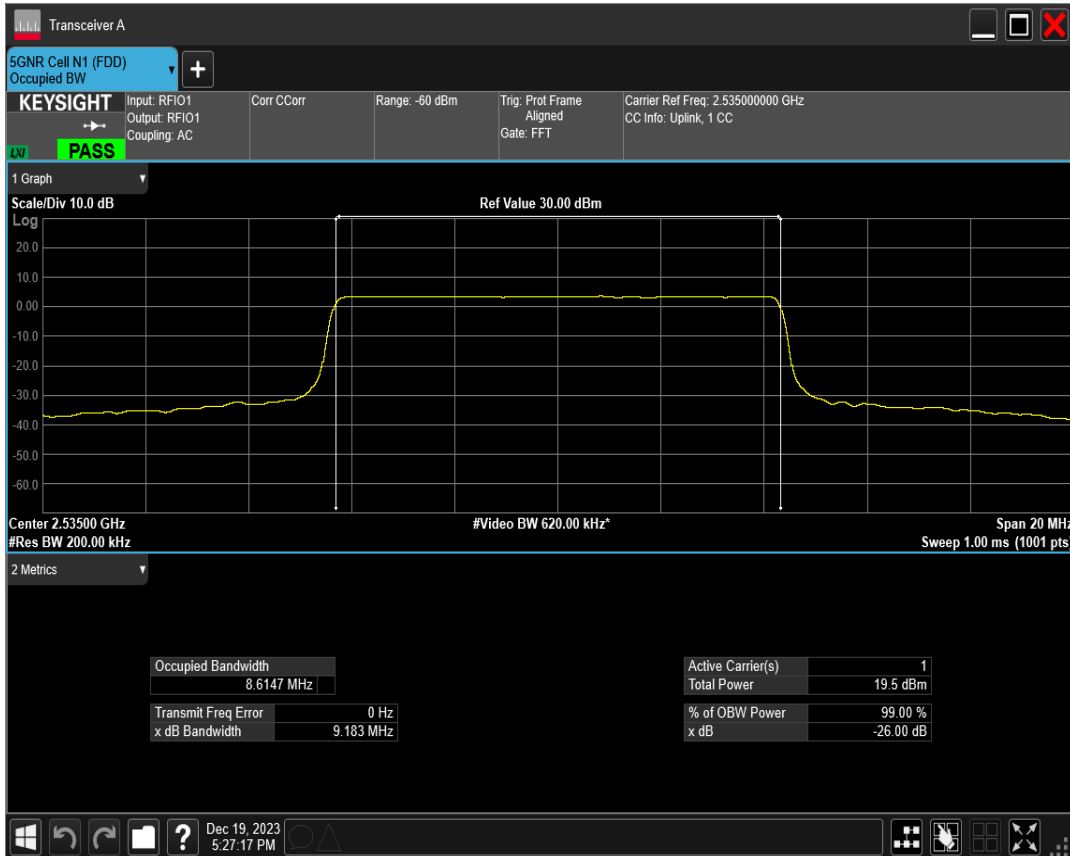 Transceiver A
5GNR Cell N1 (FDD)
Occupied BW
+
KEYSIGHT
LXI
PASS
Input: RFIO1
Output: RFIO1
Coupling: AC
Corr CCorr
Range: -60 dBm
Trig: Prot Frame
Aligned
Gate: FFT
Carrier Ref Freq: 2.535000000 GHz
CC Info: Uplink, 1 CC
1 Graph
Scale/Div 10.0 dB
Ref Value 30.00 dBm
Log
20.0
10.0
0.00
-10.0
-20.0
-30.0
-40.0
-50.0
-60.0
Center 2.53500 GHz
#Video BW 620.00 kHz*
Span 20 MHz
#Res BW 200.00 kHz
Sweep 1.00 ms (1001 pts)
2 Metrics
Occupied Bandwidth
8.6147 MHz
Transmit Freq Error 0 Hz
x dB Bandwidth 9.183 MHz
Active Carrier(s) 1
Total Power 19.5 dBm
% of OBW Power 99.00 %
x dB -26.00 dB
?
Dec 19, 2023
5:27:17 PM